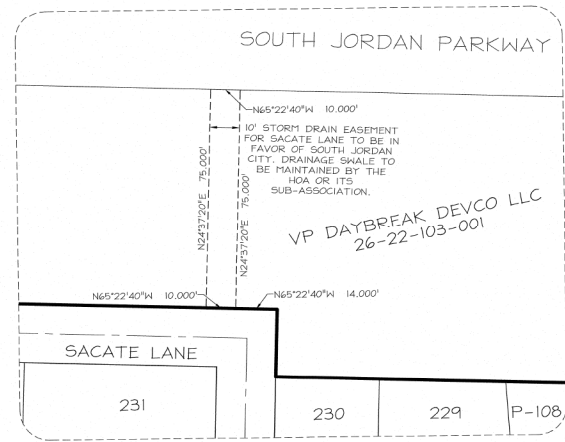 SOUTH JORDAN PARKWAY
N65°22'40"W 10.000'
10' STORM DRAIN EASEMENT
FOR SACATE LANE TO BE IN
FAVOR OF SOUTH JORDAN
CITY. DRAINAGE SWALE TO
BE MAINTAINED BY THE
HOA OR ITS
SUB-ASSOCIATION.
N24°37'20"E 75.000'
N24°37'20"E 75.000'
VP DAYBREAK DEVCO LLC
26-22-103-001
N65°22'40"W 10.000'
N65°22'40"W 14.000'
SACATE LANE
231
230
229
P-108